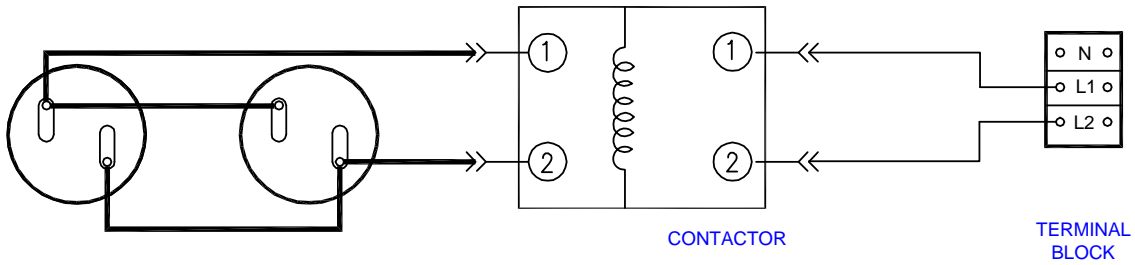 1
1
N
L1
L2
2
2
CONTACTOR
TERMINAL
BLOCK